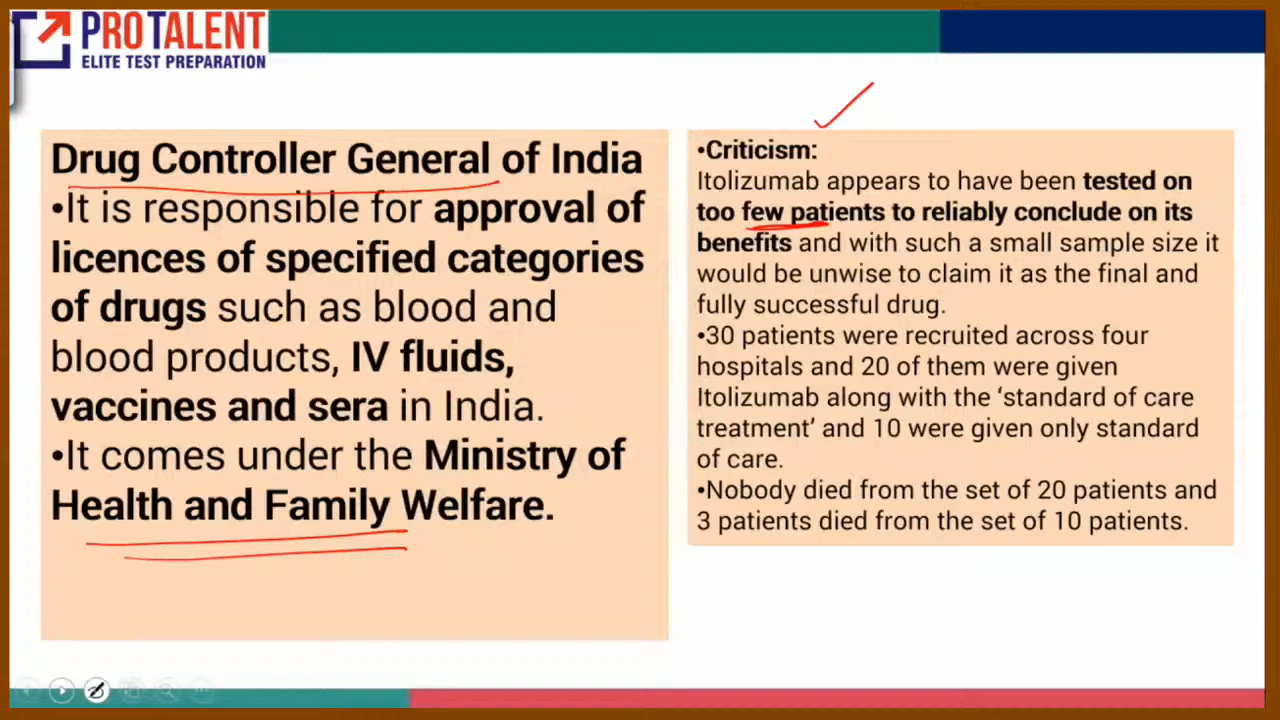 PROTALENT
ELITE TEST PREPARATION
Drug Controller General of India
•It is responsible for approval of
licences of specified categories
of drugs such as blood and
blood products, IV fluids,
vaccines and sera in India.
•It comes under the Ministry of
Health and Family Welfare.
•Criticism:
Itolizumab appears to have been tested on
too few patients to reliably conclude on its
benefits and with such a small sample size it
would be unwise to claim it as the final and
fully successful drug.
•30 patients were recruited across four
hospitals and 20 of them were given
Itolizumab along with the ‘standard of care
treatment’ and 10 were given only standard
of care.
•Nobody died from the set of 20 patients and
3 patients died from the set of 10 patients.